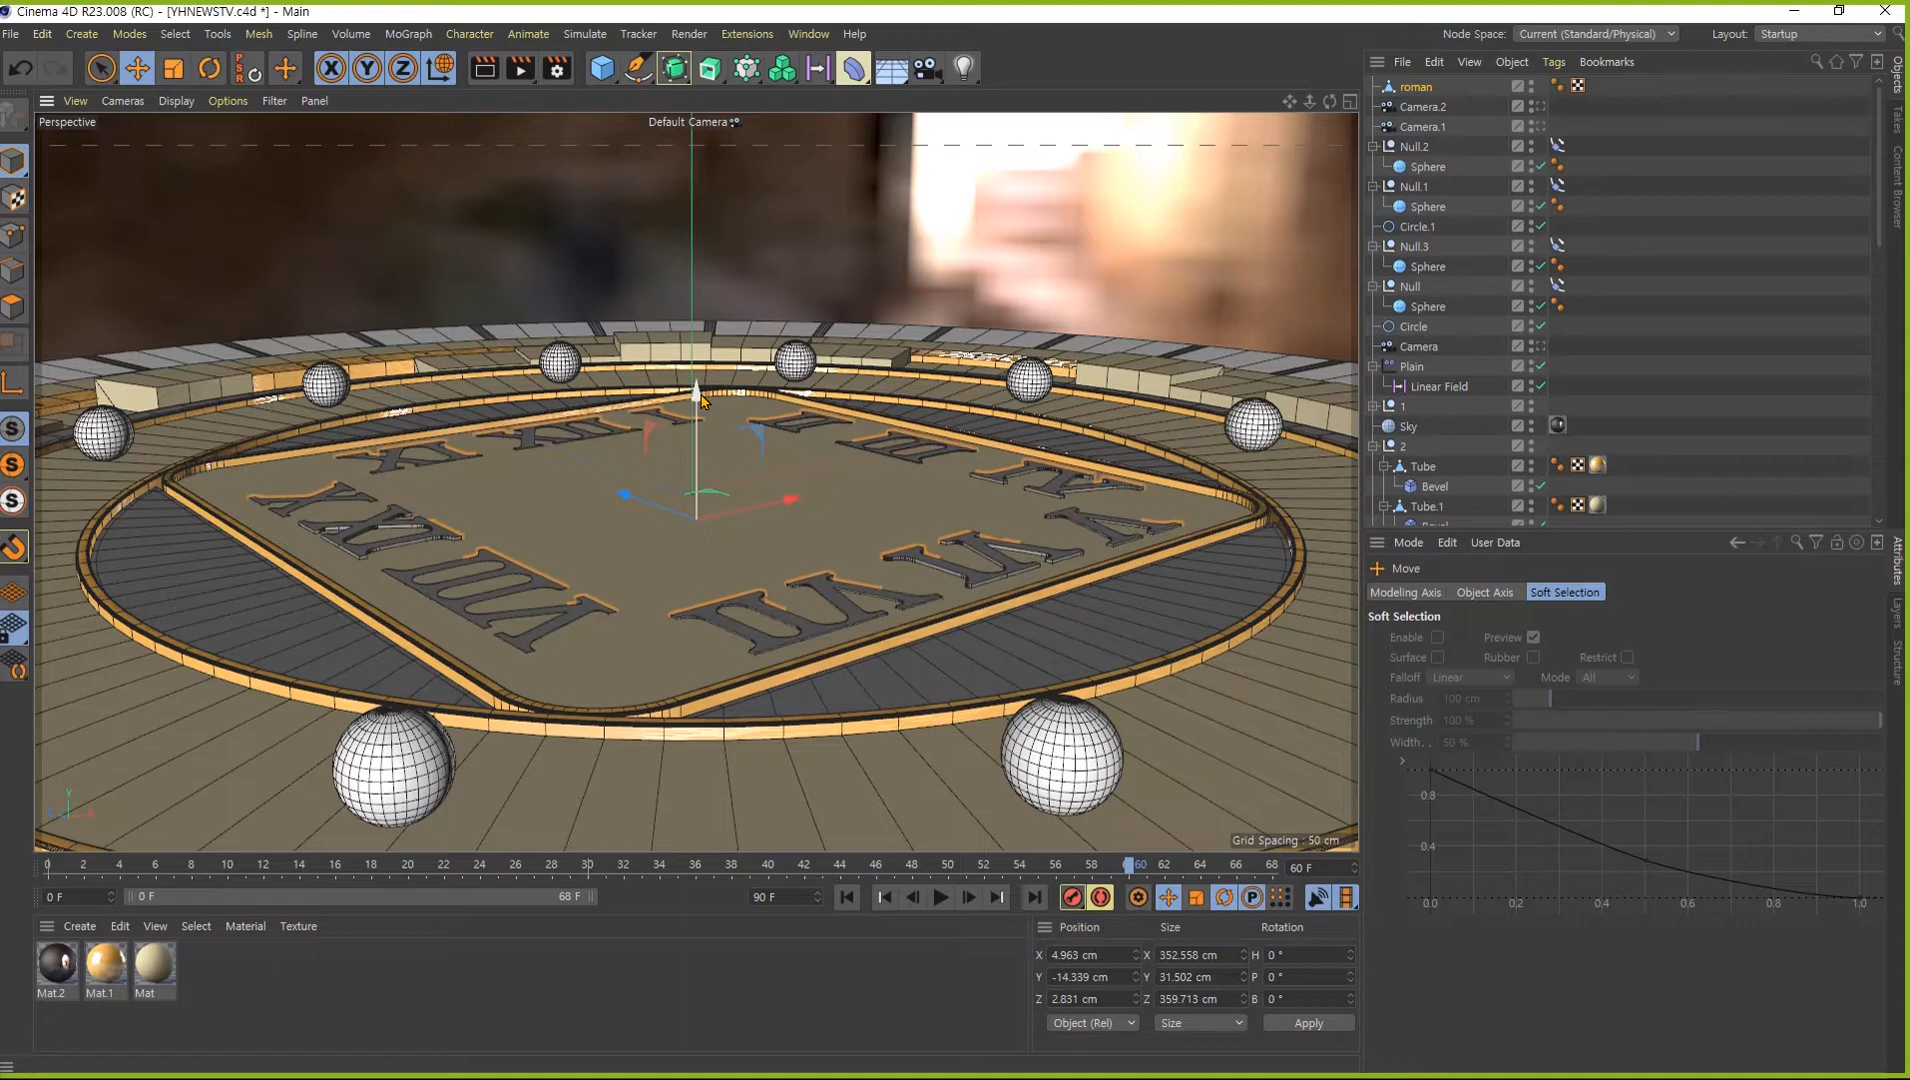 Cinema 4D R23.008 (RC) - [YHNEWSTV.c4d *] - Main
File Edit Create Modes Select Tools Mesh Spline Volume MoGraph Character Animate Simulate Tracker Render Extensions Window Help
Node Space: Current (Standard/Physical) Layout: Startup
PSR X Y Z
View Cameras Display Options Filter Panel
File Edit View Object Tags Bookmarks
Perspective
Default Camera
roman
Camera.2
Camera.1
Null.2
Sphere
Null.1
Sphere
Circle.1
Null.3
Sphere
Null
Sphere
Circle
Camera
Plain
Linear Field
1
Sky
2
Tube
Bevel
Tube.1
Objects
Takes
Content Browser
Mode Edit User Data
Move
Modeling Axis Object Axis Soft Selection
Soft Selection
Enable Preview
Surface Rubber Restrict
Falloff Linear Mode All
Radius 100 cm
Strength 100 %
Width.. 50 %
0.8
0.4
0.0 0.2 0.4 0.6 0.8 1.0
Attributes
Layers
Structure
Y
X
Grid Spacing : 50 cm
0 2 4 6 8 10 12 14 16 18 20 22 24 26 28 30 32 34 36 38 40 42 44 46 48 50 52 54 56 58 60 62 64 66 68 60 F
0 F 0 F 68 F 90 F
Create Edit View Select Material Texture
Mat.2 Mat.1 Mat
Position Size Rotation
X 4.963 cm X 352.558 cm H 0 °
Y -14.339 cm Y 31.502 cm P 0 °
Z 2.831 cm Z 359.713 cm B 0 °
Object (Rel) Size Apply